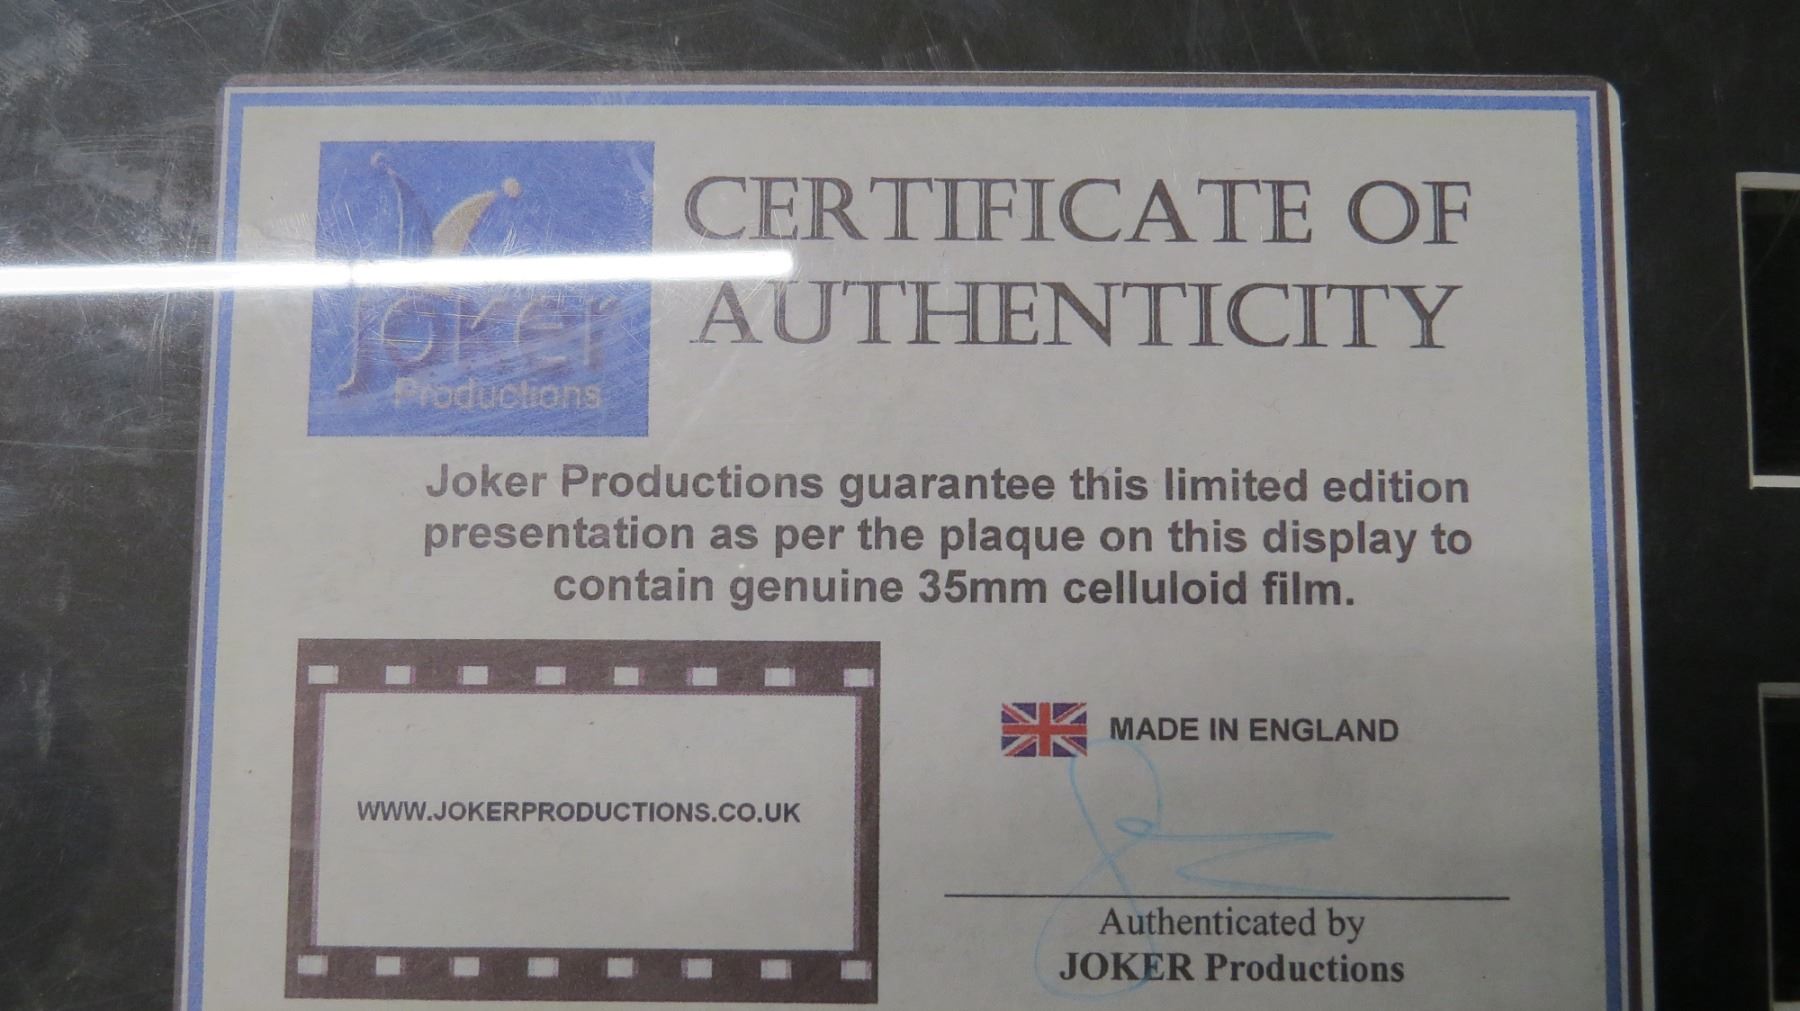 Joker
Productions
CERTIFICATE OF
AUTHENTICITY
Joker Productions guarantee this limited edition
presentation as per the plaque on this display to
contain genuine 35mm celluloid film.
WWW.JOKERPRODUCTIONS.CO.UK
MADE IN ENGLAND
Authenticated by
JOKER Productions